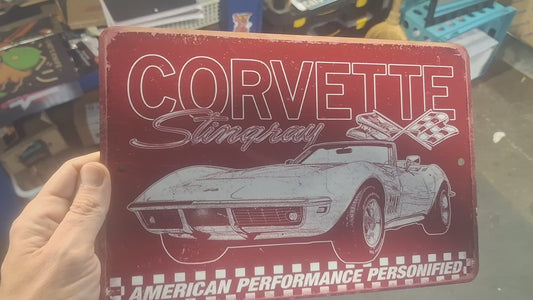 CORVETTE
Stingray
AMERICAN PERFORMANCE PERSONIFIED